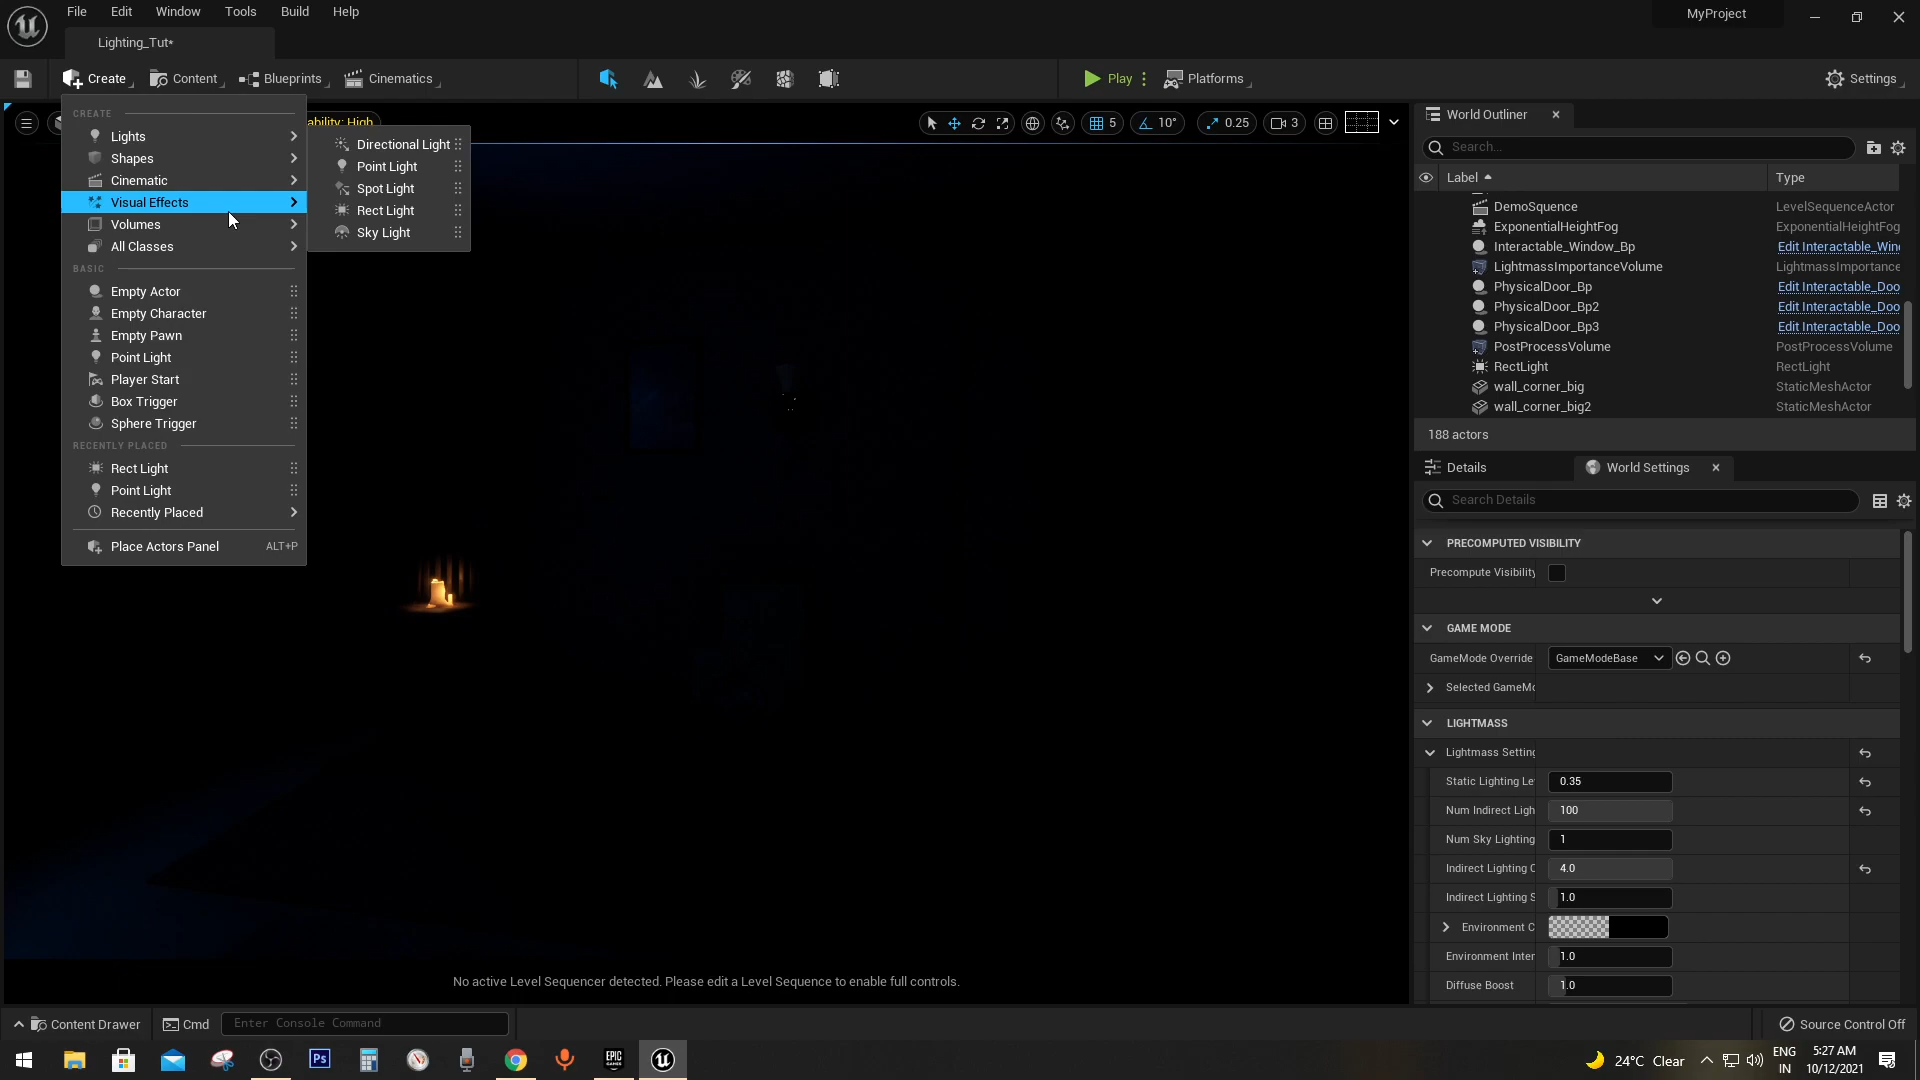 File Edit Window Tools Build Help
MyProject
Lighting_Tut*
Create Content Blueprints Cinematics Play Platforms Settings
ability: High
5 10° 0.25 3
CREATE
Lights
Shapes
Cinematic
Visual Effects
Volumes
All Classes
BASIC
Empty Actor
Empty Character
Empty Pawn
Point Light
Player Start
Box Trigger
Sphere Trigger
RECENTLY PLACED
Rect Light
Point Light
Recently Placed
Place Actors Panel ALT+P
Directional Light
Point Light
Spot Light
Rect Light
Sky Light
No active Level Sequencer detected. Please edit a Level Sequence to enable full controls.
World Outliner
Search...
Label Type
DemoSquence LevelSequenceActor
ExponentialHeightFog ExponentialHeightFog
Interactable_Window_Bp Edit Interactable_Win
LightmassImportanceVolume LightmassImportance
PhysicalDoor_Bp Edit Interactable_Doo
PhysicalDoor_Bp2 Edit Interactable_Doo
PhysicalDoor_Bp3 Edit Interactable_Doo
PostProcessVolume PostProcessVolume
RectLight RectLight
wall_corner_big StaticMeshActor
wall_corner_big2 StaticMeshActor
188 actors
Details World Settings
Search Details
PRECOMPUTED VISIBILITY
Precompute Visibility
GAME MODE
GameMode Override GameModeBase
Selected GameMo
LIGHTMASS
Lightmass Setting
Static Lighting Le 0.35
Num Indirect Ligh 100
Num Sky Lighting 1
Indirect Lighting Q 4.0
Indirect Lighting S 1.0
Environment C
Environment Inter 1.0
Diffuse Boost 1.0
Content Drawer Cmd Enter Console Command Source Control Off
Ps
EPIC GAMES
24°C Clear
ENG
IN
5:27 AM
10/12/2021